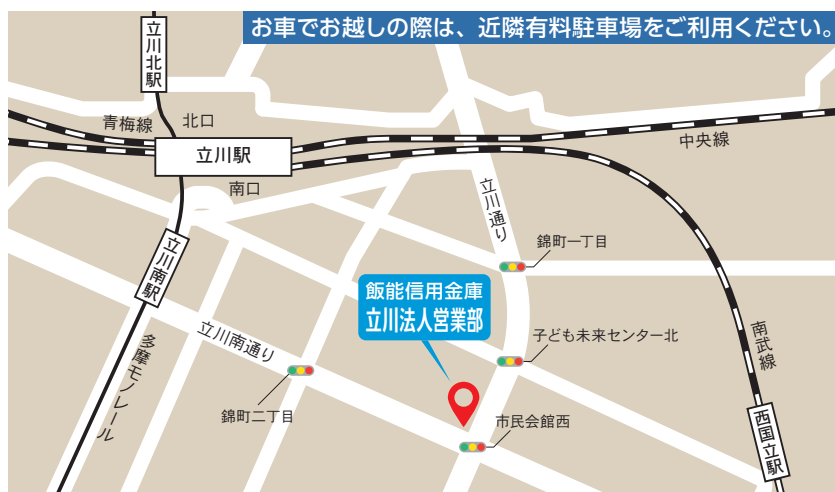 お車でお越しの際は、近隣有料駐車場をご利用ください。
立川北駅
青梅線
北口
立川駅
中央線
南口
立川通り
錦町一丁目
立川南駅
飯能信用金庫
立川法人営業部
立川南通り
子ども未来センター北
南武線
多摩モノレール
錦町二丁目
市民会館西
西国立駅